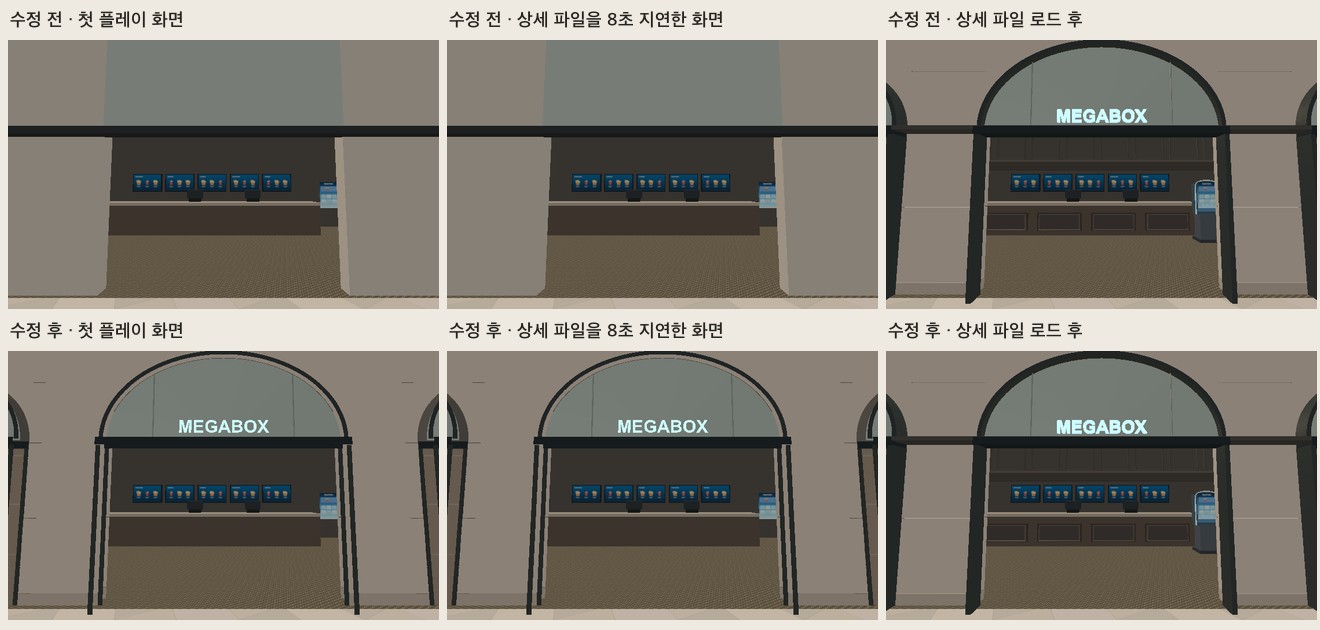 수정 전 · 첫 플레이 화면
수정 전 · 상세 파일을 8초 지연한 화면
수정 전 · 상세 파일 로드 후
MEGABOX
수정 후 · 첫 플레이 화면
수정 후 · 상세 파일을 8초 지연한 화면
수정 후 · 상세 파일 로드 후
MEGABOX
MEGABOX
MEGABOX